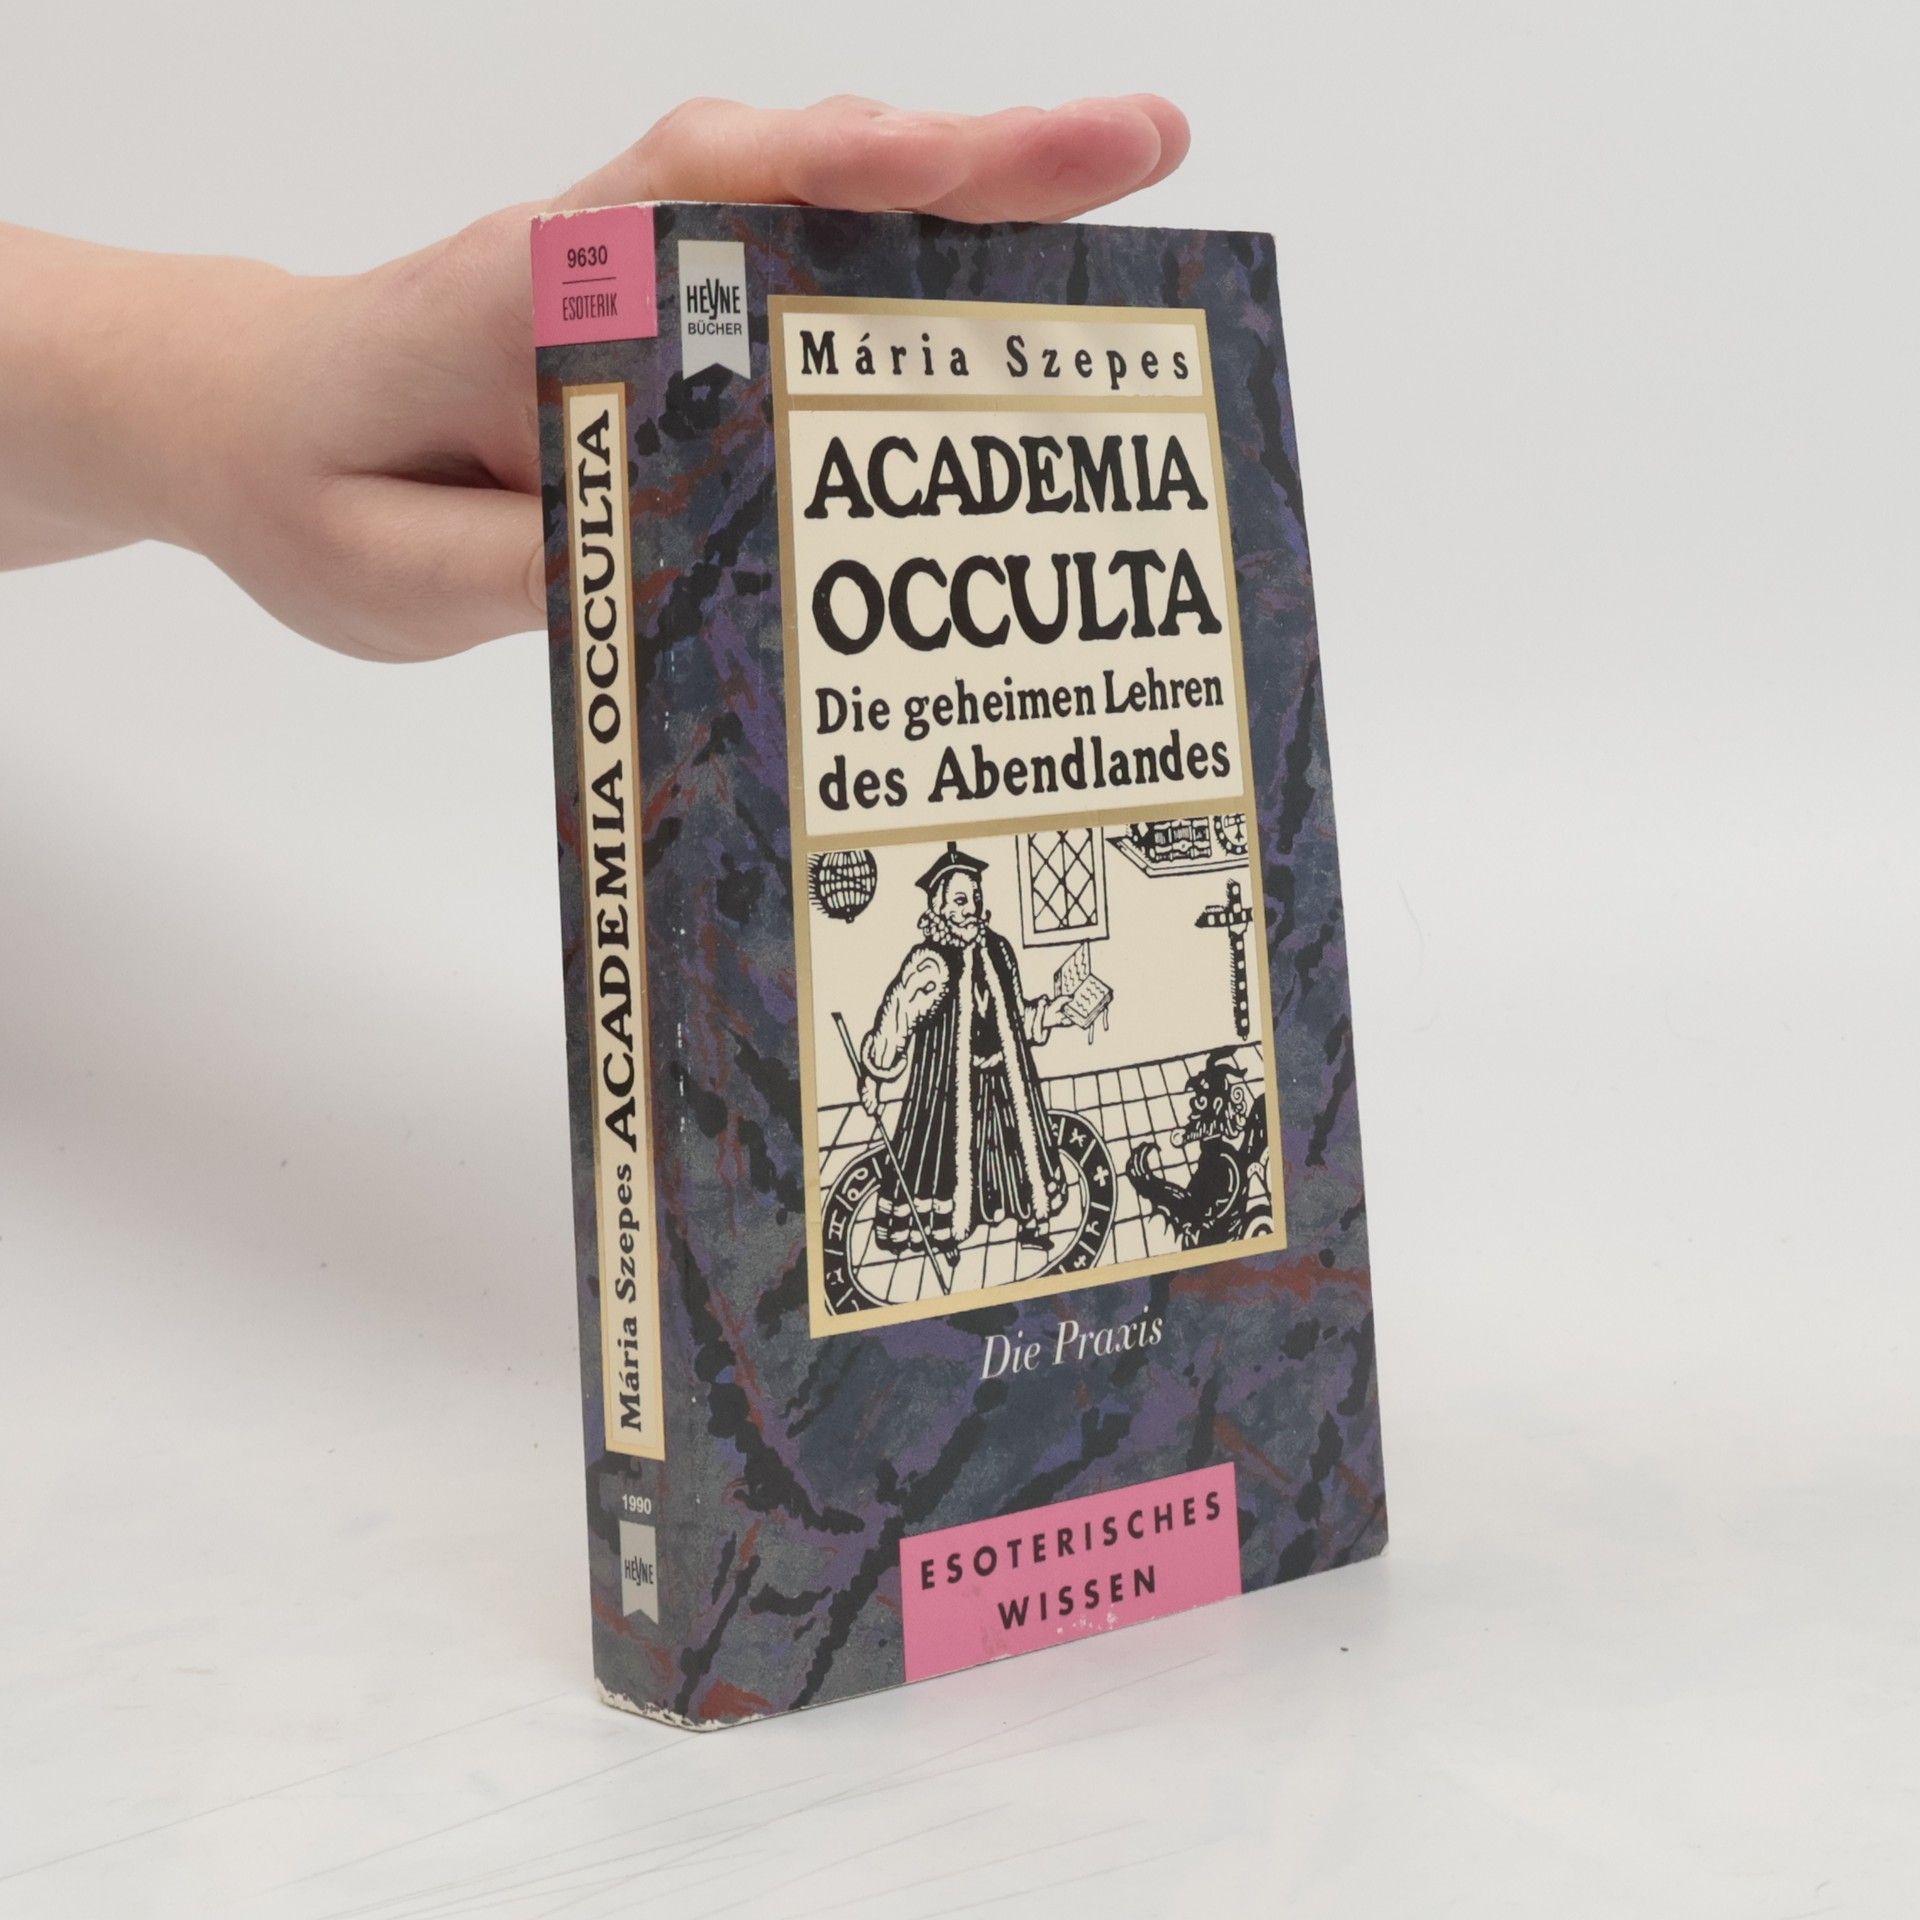 9630
ESOTERIK
Mária Szepes ACADEMIA OCCULTA
1990
HEYNE
HEYNE
BÜCHER
Mária Szepes
ACADEMIA
OCCULTA
Die geheimen Lehren
des Abendlandes
Die Praxis
ESOTERISCHES
WISSEN